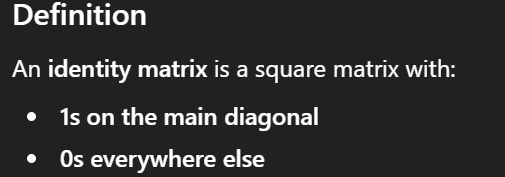 Definition
An identity matrix is a square matrix with:
• 1s on the main diagonal
• 0s everywhere else